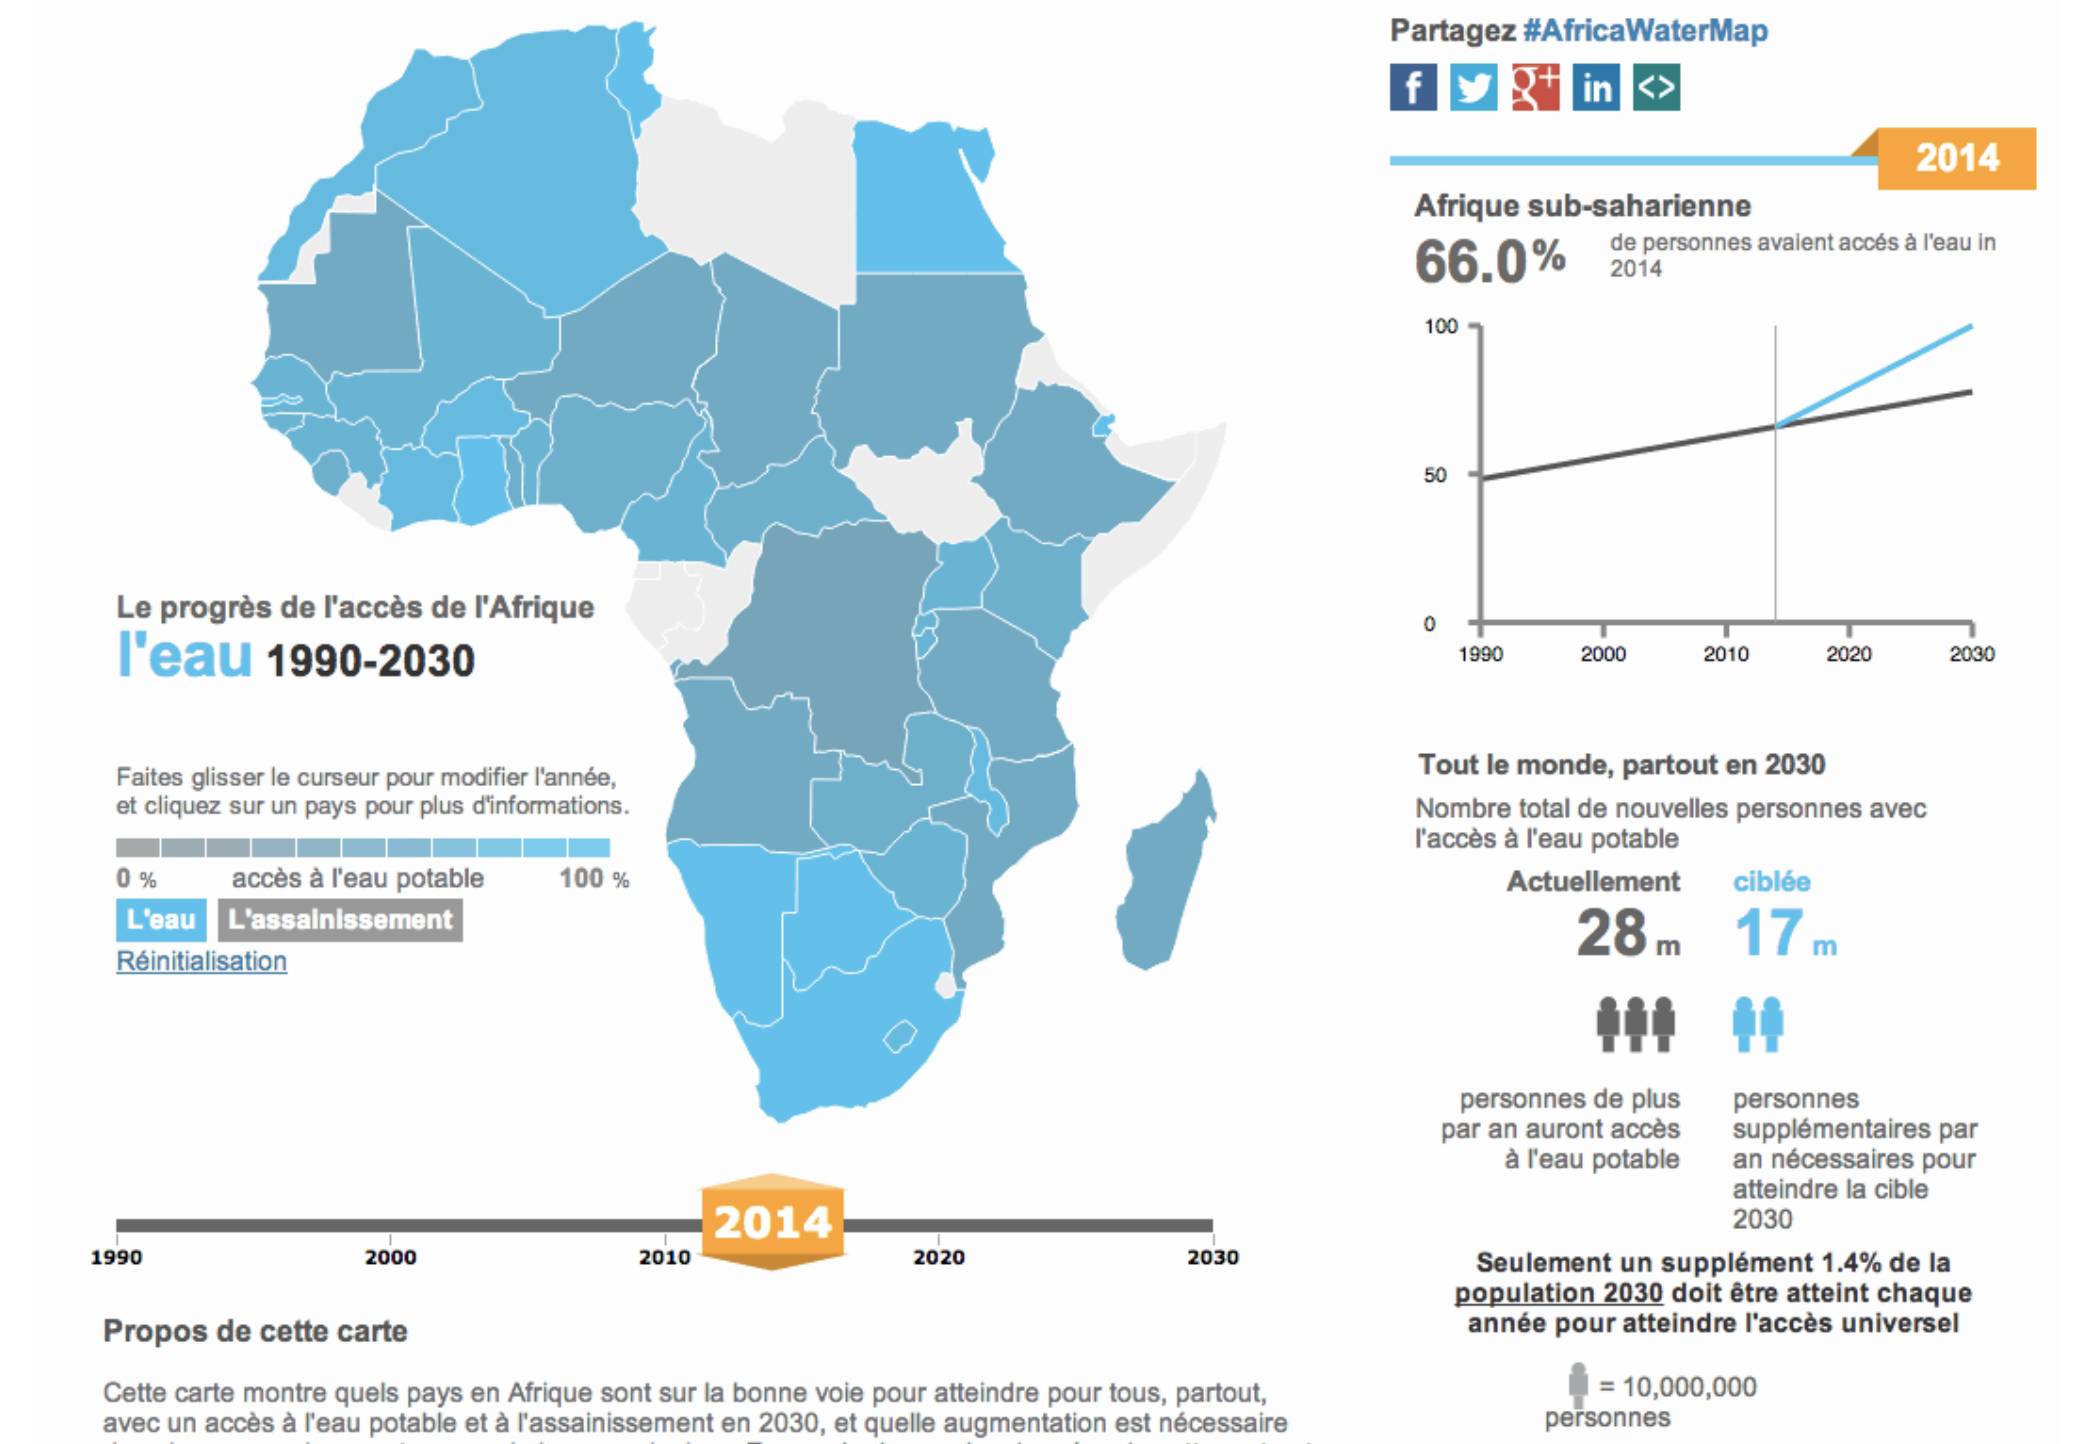 Partagez #AfricaWaterMap
f g+ in <>
2014
Afrique sub-saharienne
66.0%
de personnes avaient accés à l'eau in
2014
100
50
0
1990 2000 2010 2020 2030
Le progrès de l'accès de l'Afrique
l'eau 1990-2030
Faites glisser le curseur pour modifier l'année,
et cliquez sur un pays pour plus d'informations.
0 % accès à l'eau potable 100 %
L'eau L'assainissement
Réinitialisation
Tout le monde, partout en 2030
Nombre total de nouvelles personnes avec
l'accès à l'eau potable
Actuellement ciblée
28 m 17 m
personnes de plus
par an auront accès
à l'eau potable
personnes
supplémentaires par
an nécessaires pour
atteindre la cible
2030
Seulement un supplément 1.4% de la
population 2030 doit être atteint chaque
année pour atteindre l'accès universel
= 10,000,000
personnes
2014
1990 2000 2010 2020 2030
Propos de cette carte
Cette carte montre quels pays en Afrique sont sur la bonne voie pour atteindre pour tous, partout,
avec un accès à l'eau potable et à l'assainissement en 2030, et quelle augmentation est nécessaire